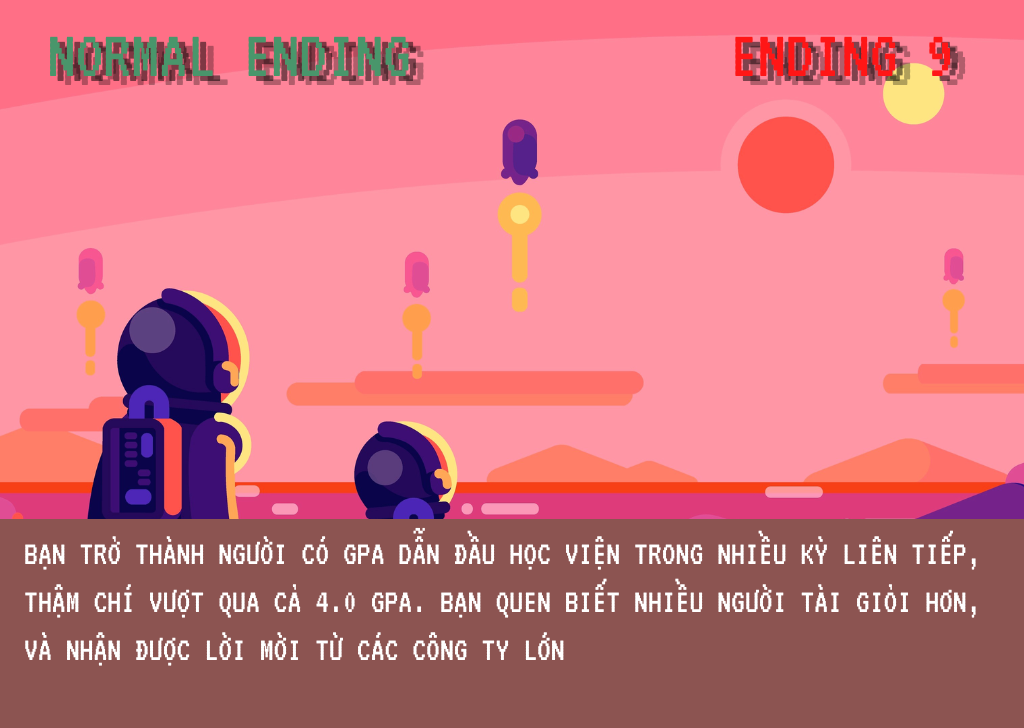 NORMAL ENDING
ENDING 9
BẠN TRỞ THÀNH NGƯỜI CÓ GPA DẪN ĐẦU HỌC VIỆN TRONG NHIỀU KỲ LIÊN TIẾP,
THẬM CHÍ VƯỢT QUA CẢ 4.0 GPA. BẠN QUEN BIẾT NHIỀU NGƯỜI TÀI GIỎI HƠN,
VÀ NHẬN ĐƯỢC LỜI MỜI TỪ CÁC CÔNG TY LỚN